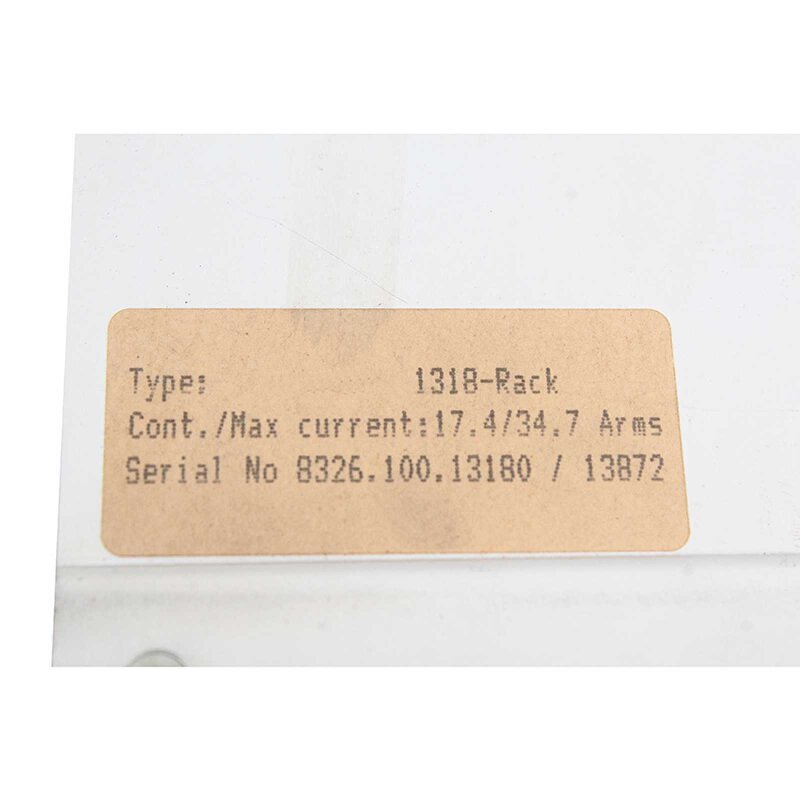 Type: 1318-Rack
Cont./Max current:17.4/34.7 Arms
Serial No 8326.100.13180 / 13872